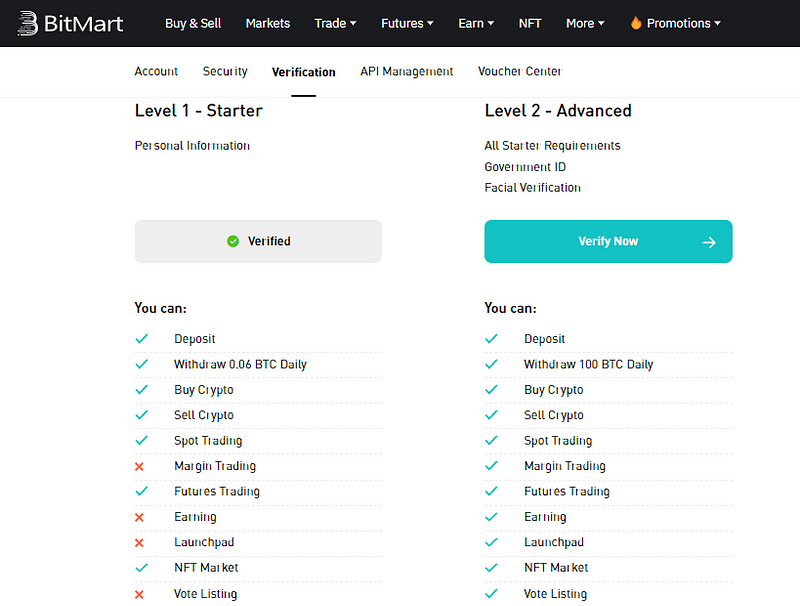 BitMart Buy & Sell Markets Trade Futures Earn NFT More Promotions
Account Security Verification API Management Voucher Center
Level 1 - Starter
Personal Information
Verified
You can:
Deposit
Withdraw 0.06 BTC Daily
Buy Crypto
Sell Crypto
Spot Trading
Margin Trading
Futures Trading
Earning
Launchpad
NFT Market
Vote Listing
Level 2 - Advanced
All Starter Requirements
Government ID
Facial Verification
Verify Now
You can:
Deposit
Withdraw 100 BTC Daily
Buy Crypto
Sell Crypto
Spot Trading
Margin Trading
Futures Trading
Earning
Launchpad
NFT Market
Vote Listing